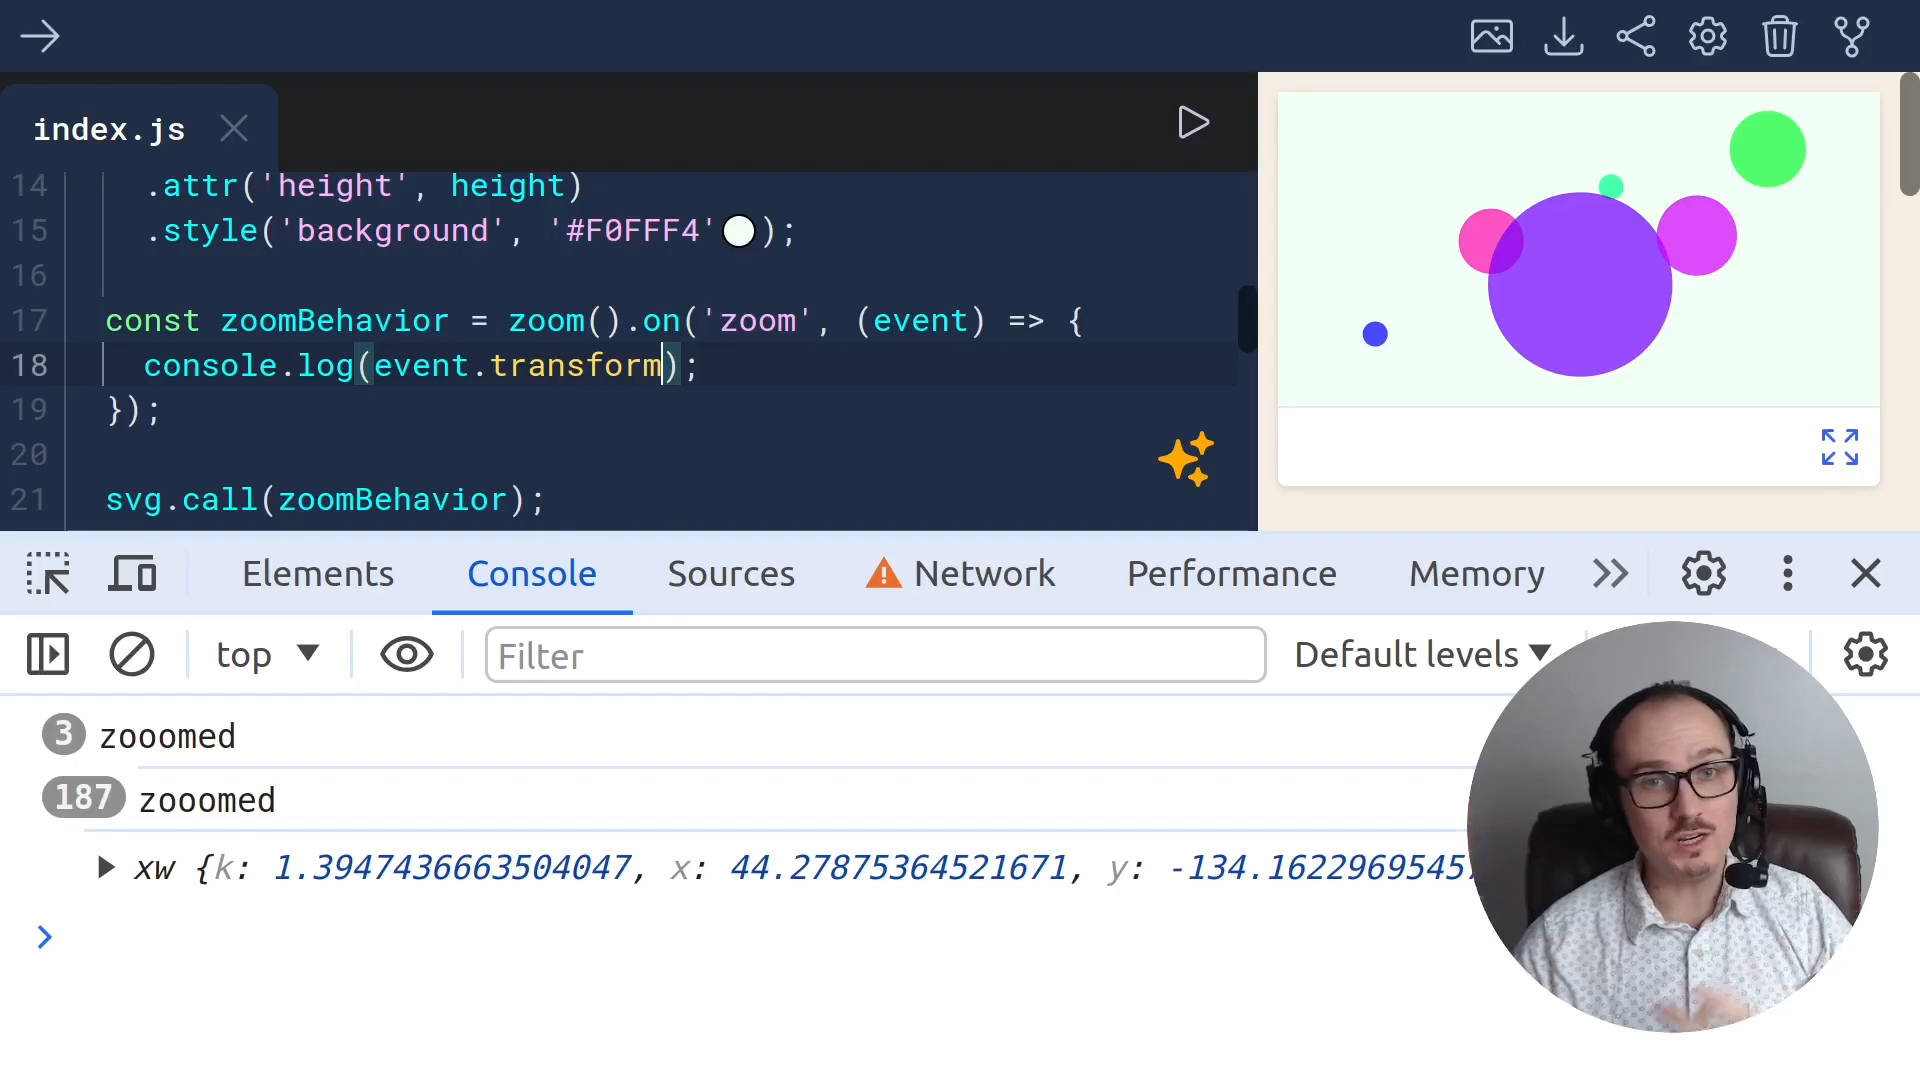 index.js
14 .attr('height', height)
15 .style('background', '#F0FFF4');
16
17 const zoomBehavior = zoom().on('zoom', (event) => {
18 console.log(event.transform);
19 });
20
21 svg.call(zoomBehavior);
Elements Console Sources Network Performance Memory
top Filter Default levels
3 zooomed
187 zooomed
xw {k: 1.3947436663504047, x: 44.27875364521671, y: -134.1622969545